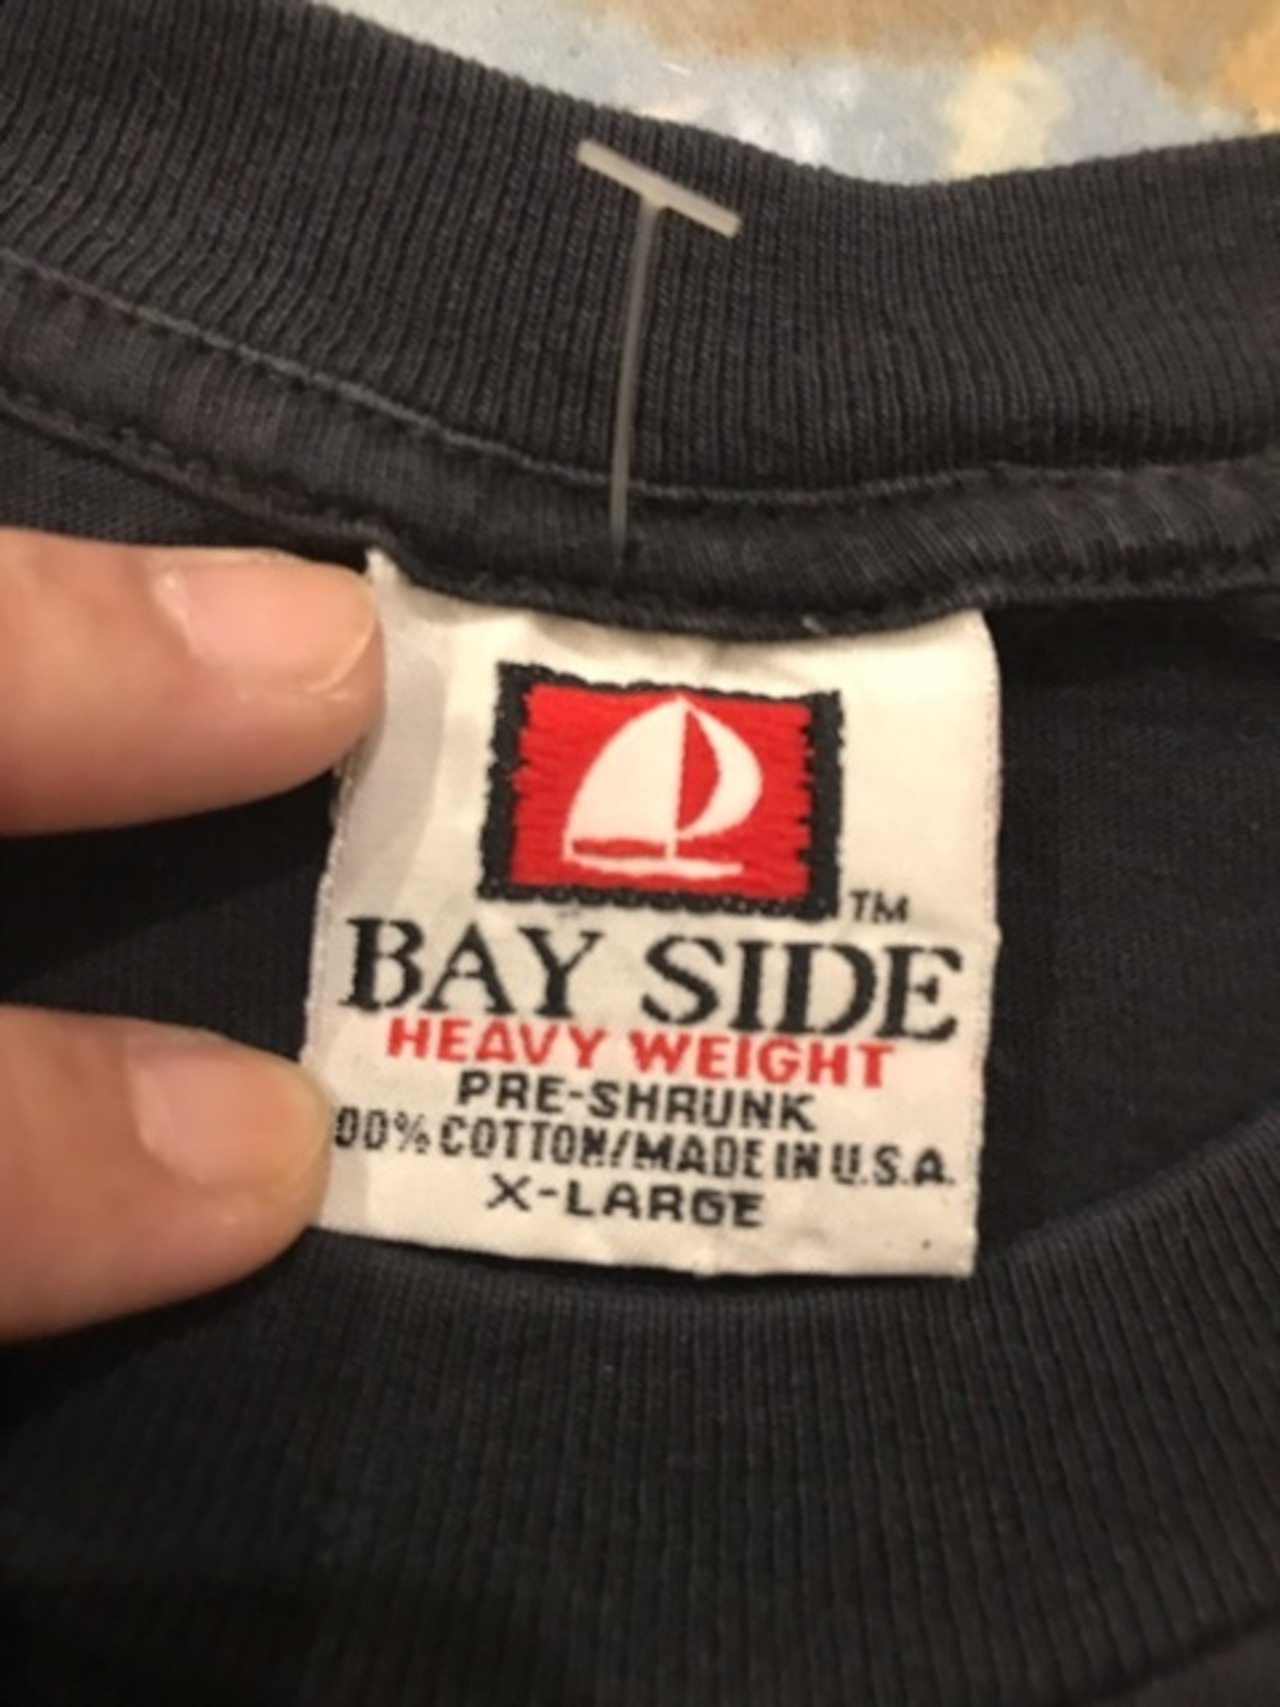 TM
BAY SIDE
HEAVY WEIGHT
PRE-SHRUNK
00% COTTON/MADE IN U.S.A.
X-LARGE